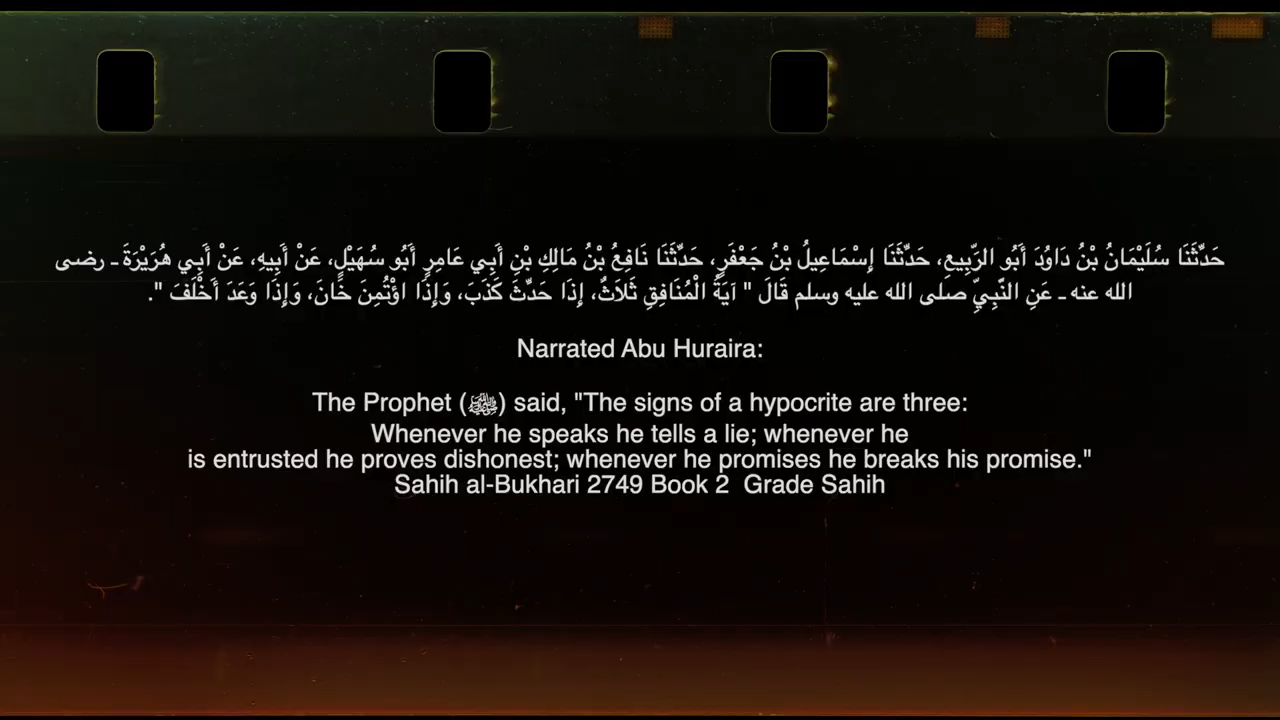 حَدَّثَنَا سُلَيْمَانُ بْنُ دَاوُدَ أَبُو الرَّبِيعِ، حَدَّثَنَا إِسْمَاعِيلُ بْنُ جَعْفَرٍ، حَدَّثَنَا نَافِعُ بْنُ مَالِكِ بْنِ أَبِي عَامِرٍ أَبُو سُهَيْلٍ، عَنْ أَبِيهِ، عَنْ أَبِي هُرَيْرَةَ ـ رضى
الله عنه ـ عَنِ النَّبِيِّ صلى الله عليه وسلم قَالَ " آيَةُ الْمُنَافِقِ ثَلاَثٌ، إِذَا حَدَّثَ كَذَبَ، وَإِذَا اؤْتُمِنَ خَانَ، وَإِذَا وَعَدَ أَخْلَفَ ".
Narrated Abu Huraira:
The Prophet (ﷺ) said, "The signs of a hypocrite are three:
Whenever he speaks he tells a lie; whenever he
is entrusted he proves dishonest; whenever he promises he breaks his promise."
Sahih al-Bukhari 2749 Book 2  Grade Sahih